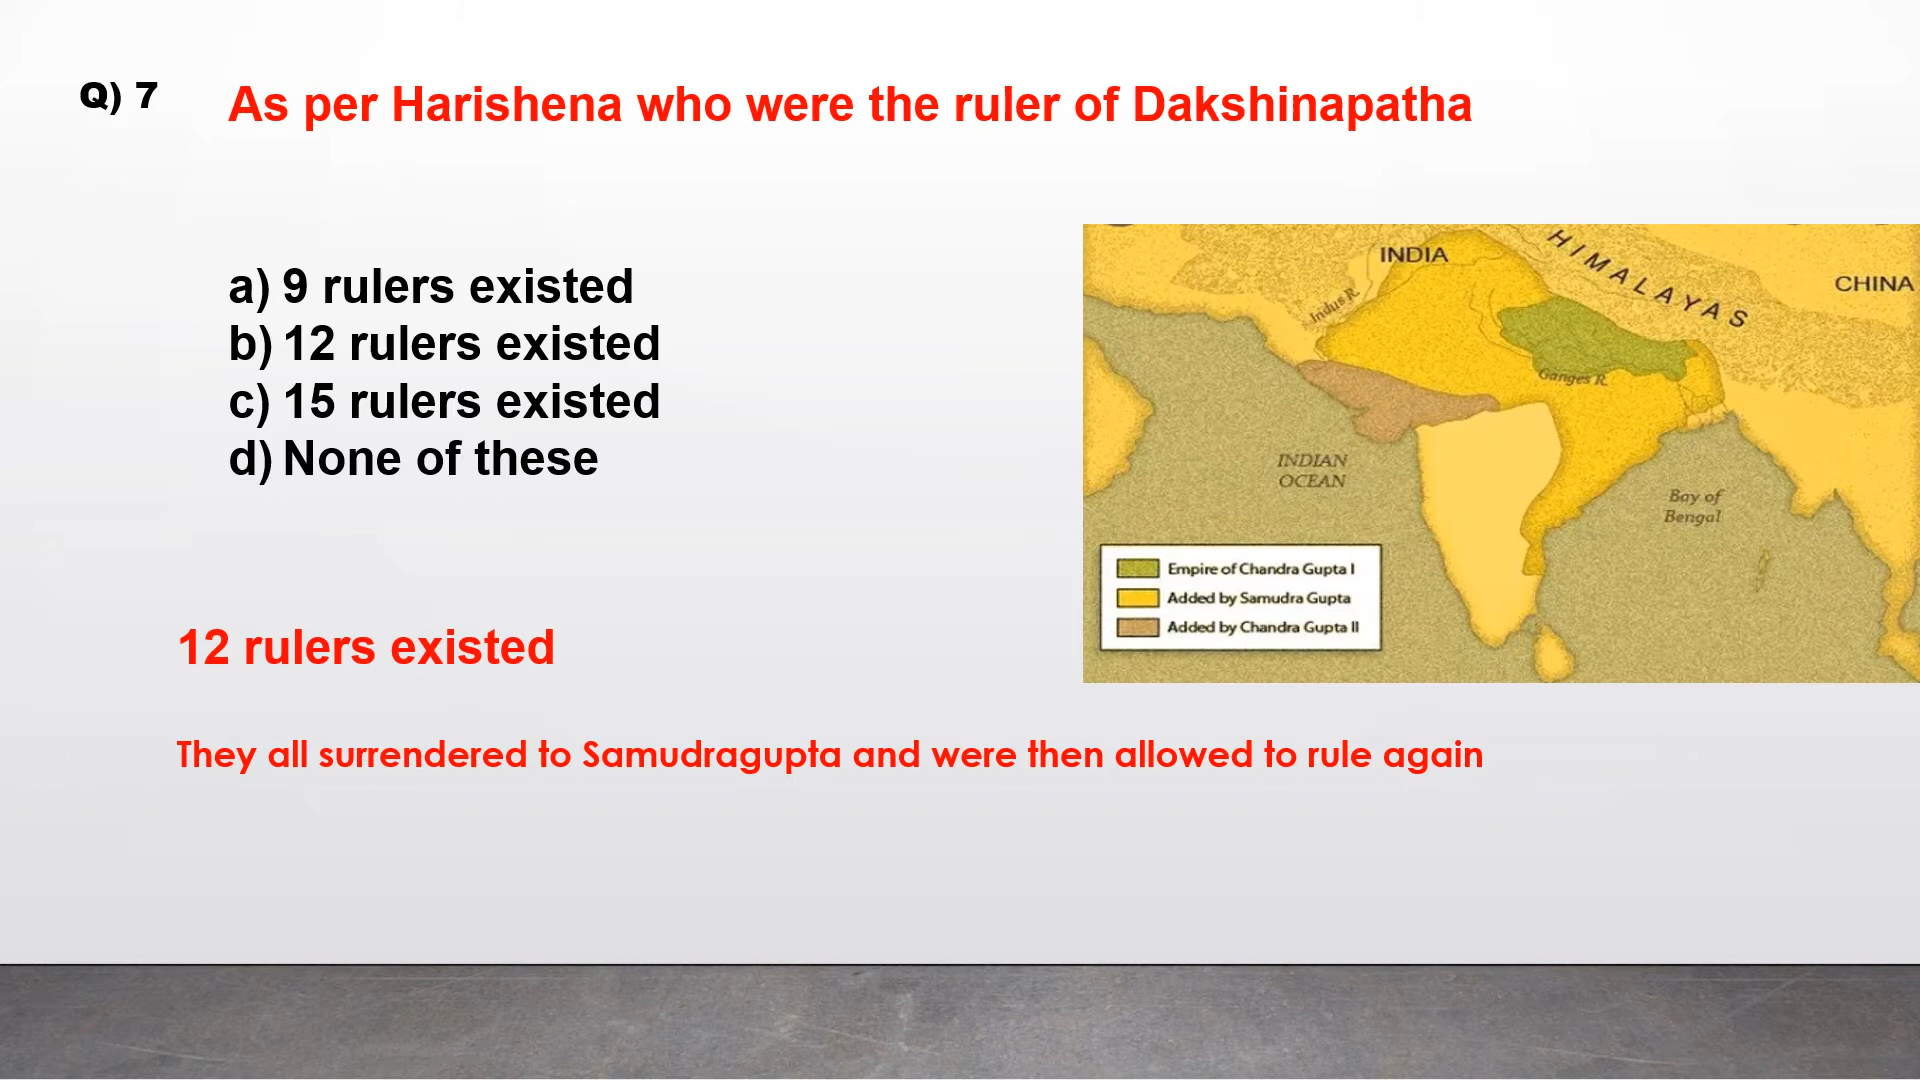 Q) 7
As per Harishena who were the ruler of Dakshinapatha
a) 9 rulers existed
b) 12 rulers existed
c) 15 rulers existed
d) None of these
INDIA
HIMALAYAS
CHINA
Indus R.
Ganges R.
INDIAN
OCEAN
Bay of
Bengal
Empire of Chandra Gupta I
Added by Samudra Gupta
Added by Chandra Gupta II
12 rulers existed
They all surrendered to Samudragupta and were then allowed to rule again